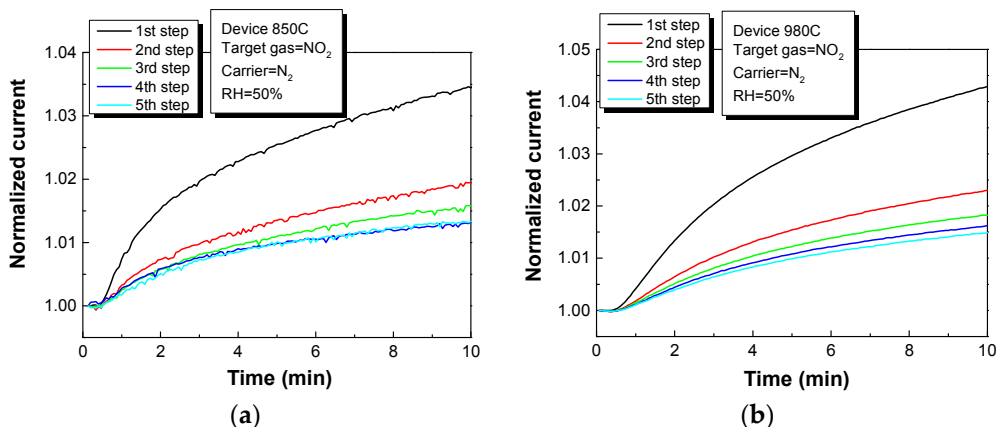 1st step
2nd step
3rd step
4th step
5th step
Device 850C
Target gas=NO₂
Carrier=N₂
RH=50%
1.04
1.03
1.02
1.01
1.00
Normalized current
0 2 4 6 8 10
Time (min)
(a)
1st step
2nd step
3rd step
4th step
5th step
Device 980C
Target gas=NO₂
Carrier=N₂
RH=50%
1.05
1.04
1.03
1.02
1.01
1.00
Normalized current
0 2 4 6 8 10
Time (min)
(b)